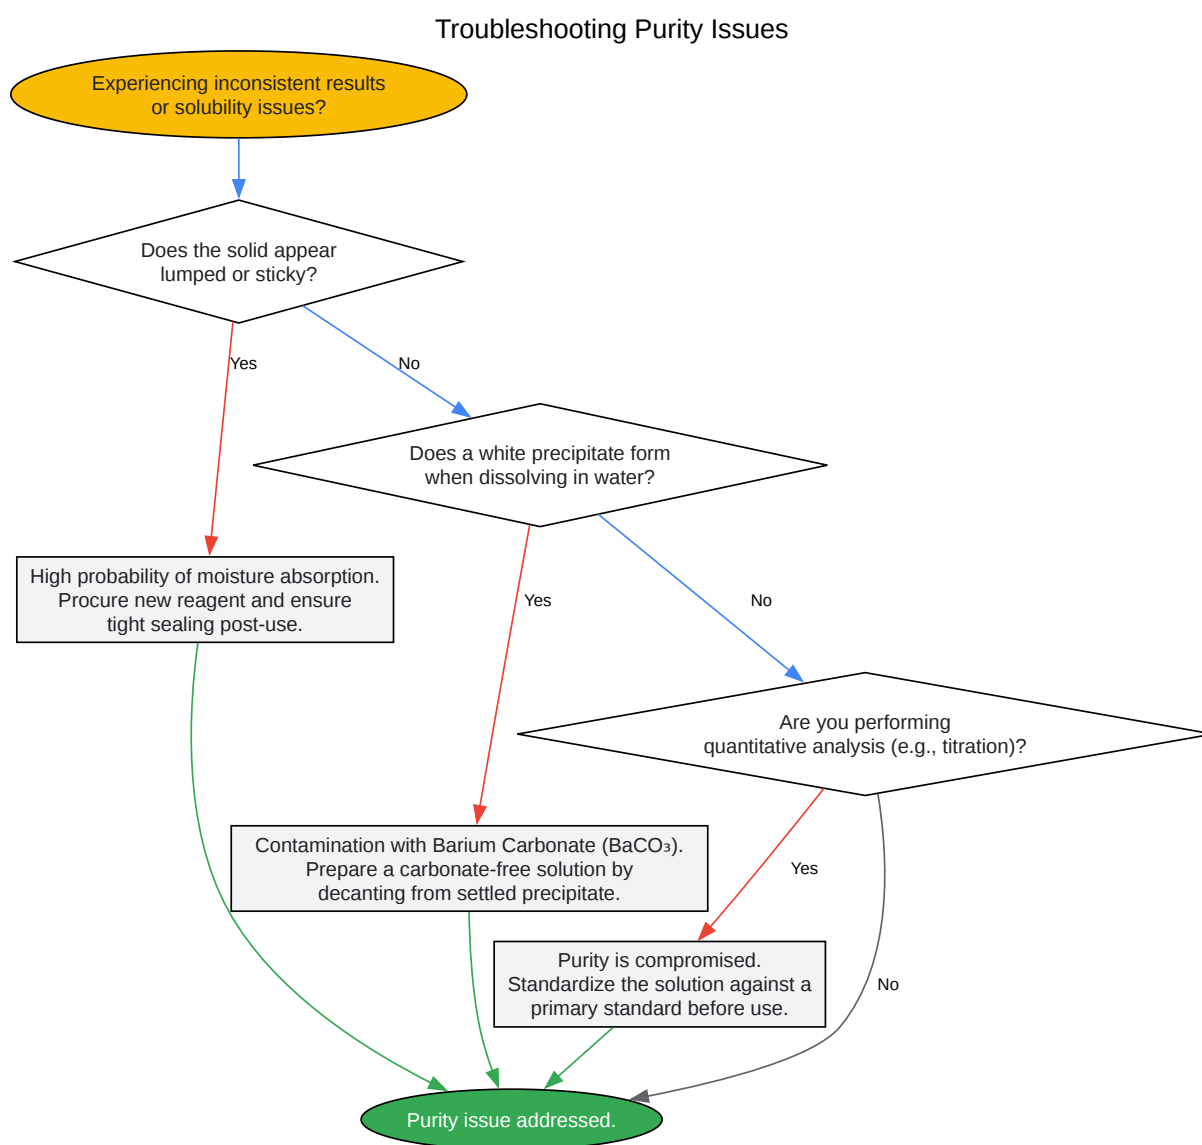 Troubleshooting Purity Issues
Experiencing inconsistent results
or solubility issues?
Does the solid appear
lumped or sticky?
Yes
No
Does a white precipitate form
when dissolving in water?
High probability of moisture absorption.
Procure new reagent and ensure
tight sealing post-use.
Yes
No
Are you performing
quantitative analysis (e.g., titration)?
Contamination with Barium Carbonate (BaCO₃).
Prepare a carbonate-free solution by
decanting from settled precipitate.
Yes
No
Purity is compromised.
Standardize the solution against a
primary standard before use.
Purity issue addressed.